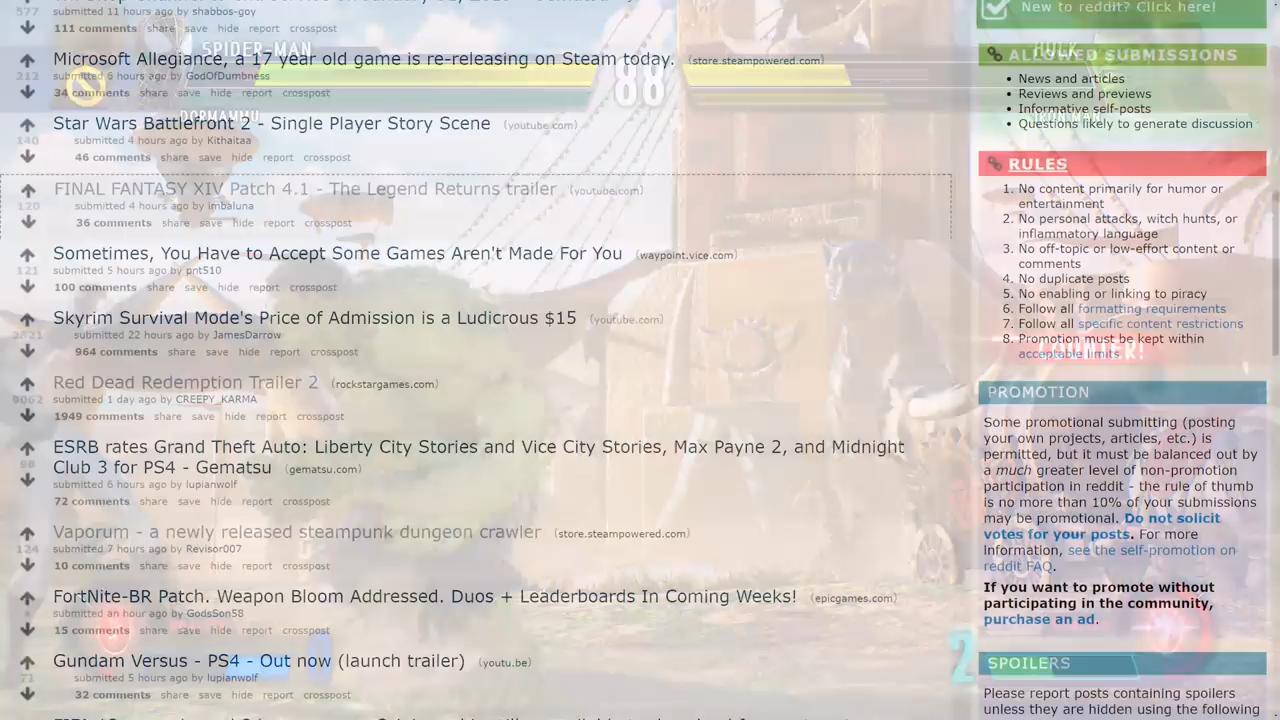 577
submitted 11 hours ago by shabbos-goy
111 comments share save hide report crosspost
SPIDER-MAN
Microsoft Allegiance, a 17 year old game is re-releasing on Steam today. (store.steampowered.com)
212
submitted 6 hours ago by GodOfDumbness
34 comments share save hide report crosspost
88
DORMAMMU
Star Wars Battlefront 2 - Single Player Story Scene (youtube.com)
140
submitted 4 hours ago by Kithaitaa
46 comments share save hide report crosspost
FINAL FANTASY XIV Patch 4.1 - The Legend Returns trailer (youtube.com)
120
submitted 4 hours ago by imbaluna
36 comments share save hide report crosspost
Sometimes, You Have to Accept Some Games Aren't Made For You (waypoint.vice.com)
121
submitted 5 hours ago by pnt510
100 comments share save hide report crosspost
Skyrim Survival Mode's Price of Admission is a Ludicrous $15 (youtube.com)
submitted 22 hours ago by JamesDarrow
964 comments share save hide report crosspost
Red Dead Redemption Trailer 2 (rockstargames.com)
9062
submitted 1 day ago by CREEPY_KARMA
1949 comments share save hide report crosspost
ESRB rates Grand Theft Auto: Liberty City Stories and Vice City Stories, Max Payne 2, and Midnight
Club 3 for PS4 - Gematsu (gematsu.com)
submitted 6 hours ago by lupianwolf
72 comments share save hide report crosspost
Vaporum - a newly released steampunk dungeon crawler (store.steampowered.com)
124
submitted 7 hours ago by Revisor007
10 comments share save hide report crosspost
FortNite-BR Patch. Weapon Bloom Addressed. Duos + Leaderboards In Coming Weeks! (epicgames.com)
submitted an hour ago by GodsSon58
15 comments share save hide report crosspost
Gundam Versus - PS4 - Out now (launch trailer) (youtu.be)
submitted 5 hours ago by lupianwolf
32 comments share save hide report crosspost
2
New to reddit? Click here!
HULK
ALLOWED SUBMISSIONS
• News and articles
• Reviews and previews
• Informative self-posts
• Questions likely to generate discussion
RULES
1. No content primarily for humor or
entertainment
2. No personal attacks, witch hunts, or
inflammatory language
3. No off-topic or low-effort content or
comments
4. No duplicate posts
5. No enabling or linking to piracy
6. Follow all formatting requirements
7. Follow all specific content restrictions
8. Promotion must be kept within
acceptable limits
COUNTER!
PROMOTION
Some promotional submitting (posting
your own projects, articles, etc.) is
permitted, but it must be balanced out by
a much greater level of non-promotion
participation in reddit - the rule of thumb
is no more than 10% of your submissions
may be promotional. Do not solicit
votes for your posts. For more
information, see the self-promotion on
reddit FAQ.
If you want to promote without
participating in the community,
purchase an ad.
SPOILERS
Please report posts containing spoilers
unless they are hidden using the following